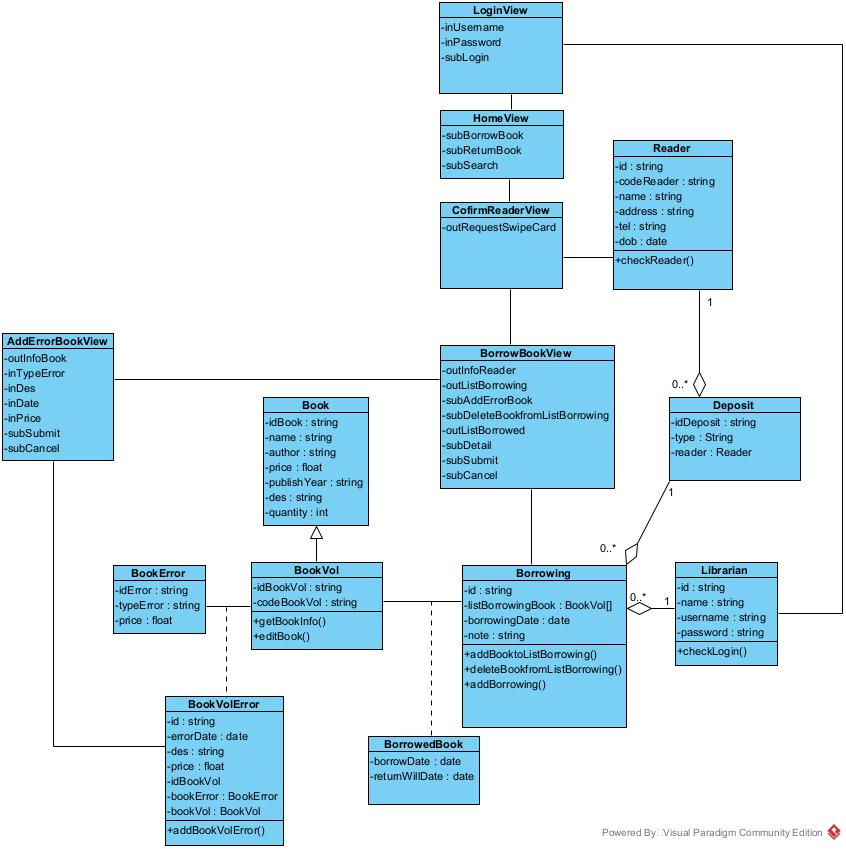 LoginView
-inUsername
-inPassword
-subLogin
HomeView
-subBorrowBook
-subReturnBook
-subSearch
Reader
-id : string
-codeReader : string
-name : string
-address : string
-tel : string
-dob : date
+checkReader()
CofirmReaderView
-outRequestSwipeCard
1
AddErrorBookView
-outInfoBook
-inTypeError
-inDes
-inDate
-inPrice
-subSubmit
-subCancel
BorrowBookView
-outInfoReader
-outListBorrowing
-subAddErrorBook
-subDeleteBookfromListBorrowing
-outListBorrowed
-subDetail
-subSubmit
-subCancel
0..*
Book
-idBook : string
-name : string
-author : string
-price : float
-publishYear : string
-des : string
-quantity : int
Deposit
-idDeposit : string
-type : String
-reader : Reader
1
0..*
BookError
-idError : string
-typeError : string
-price : float
BookVol
-idBookVol : string
-codeBookVol : string
+getBookInfo()
+editBook()
Borrowing
-id : string
-listBorrowingBook : BookVol[]
-borrowingDate : date
-note : string
+addBooktoListBorrowing()
+deleteBookfromListBorrowing()
+addBorrowing()
0..*
1
Librarian
-id : string
-name : string
-username : string
-password : string
+checkLogin()
BookVolError
-id : string
-errorDate : date
-des : string
-price : float
-idBookVol
-bookError : BookError
-bookVol : BookVol
+addBookVolError()
BorrowedBook
-borrowDate : date
-returnWillDate : date
Powered By Visual Paradigm Community Edition